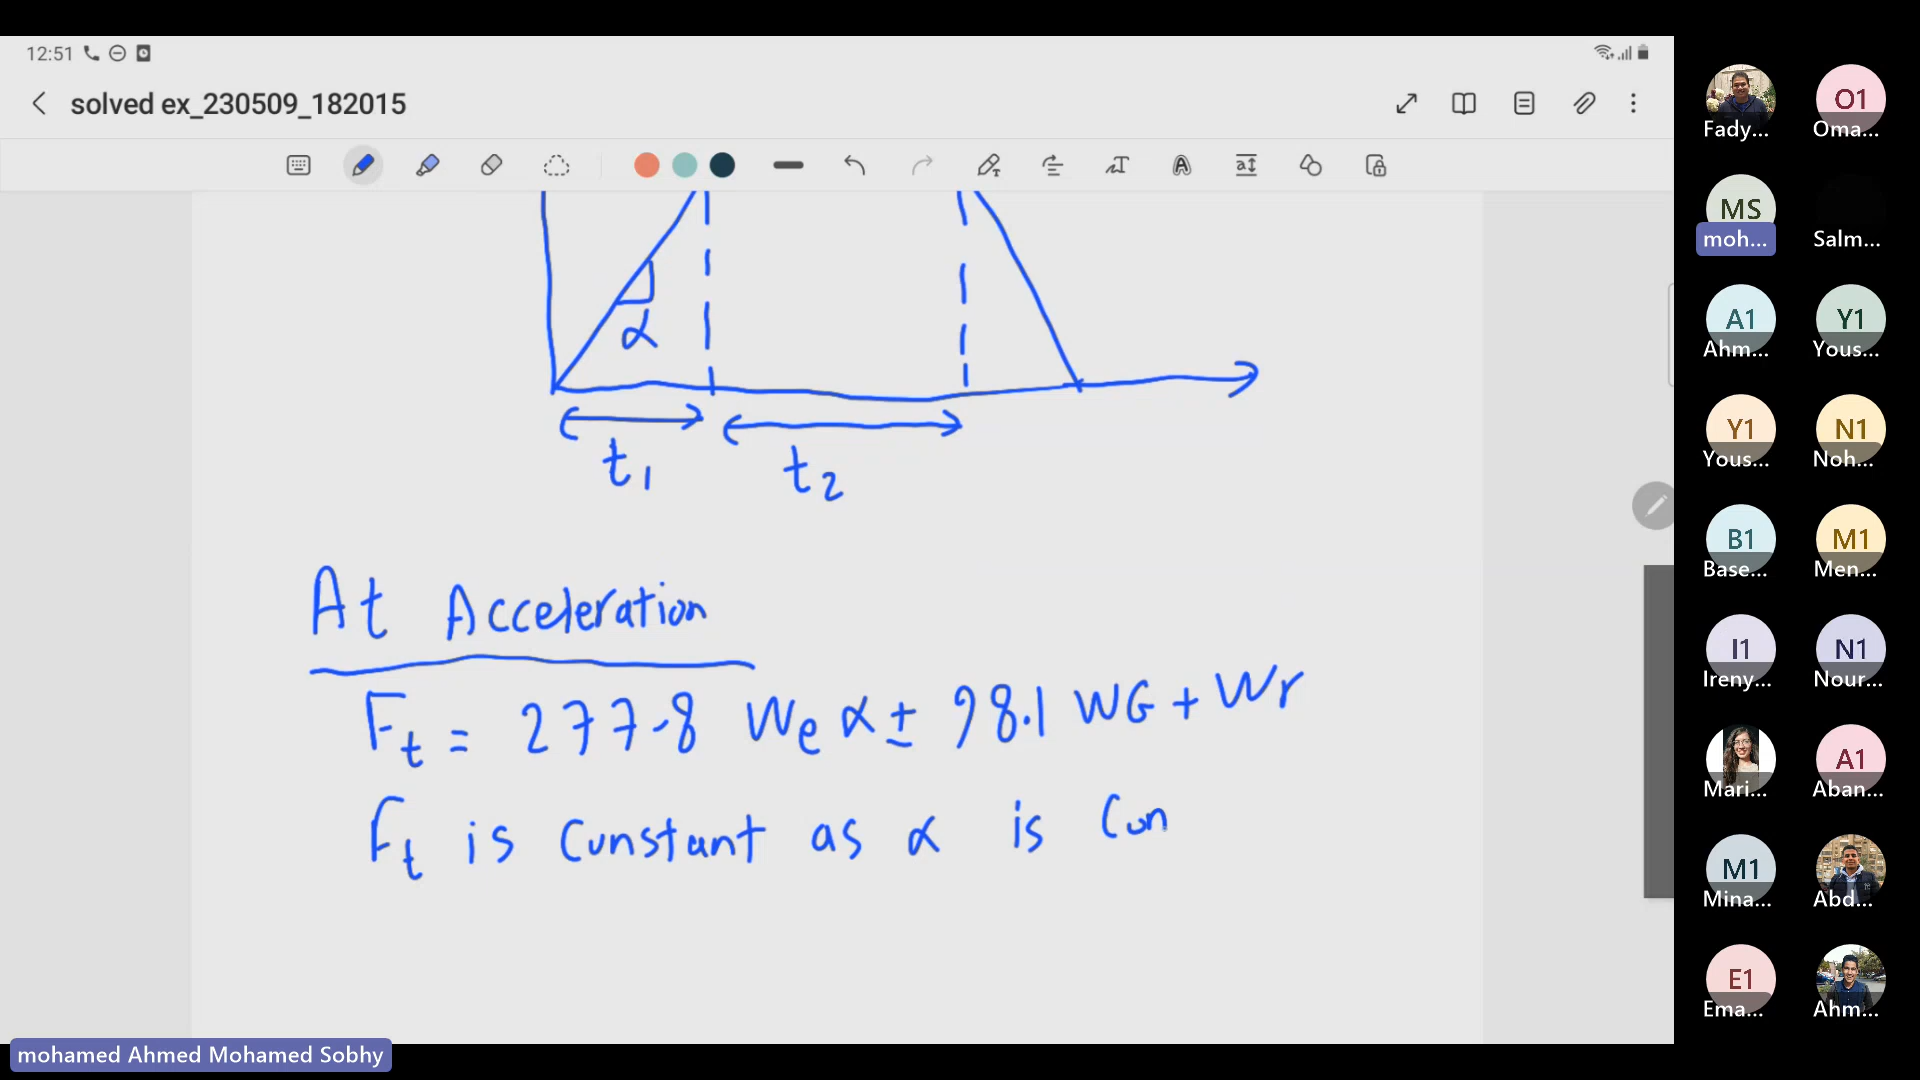 12:51
solved ex_230509_182015
α
t1
t2
At Acceleration
Ft = 277.8 We α ± 98.1 WG + Wr
Ft is Constant as α is Con
mohamed Ahmed Mohamed Sobhy
Fady...
O1
Oma...
MS
moh...
Salm...
A1
Ahm...
Y1
Yous...
Y1
Yous...
N1
Noh...
B1
Base...
M1
Men...
I1
Ireny...
N1
Nour...
Mari...
A1
Aban...
M1
Mina...
Abd...
E1
Ema...
Ahm...